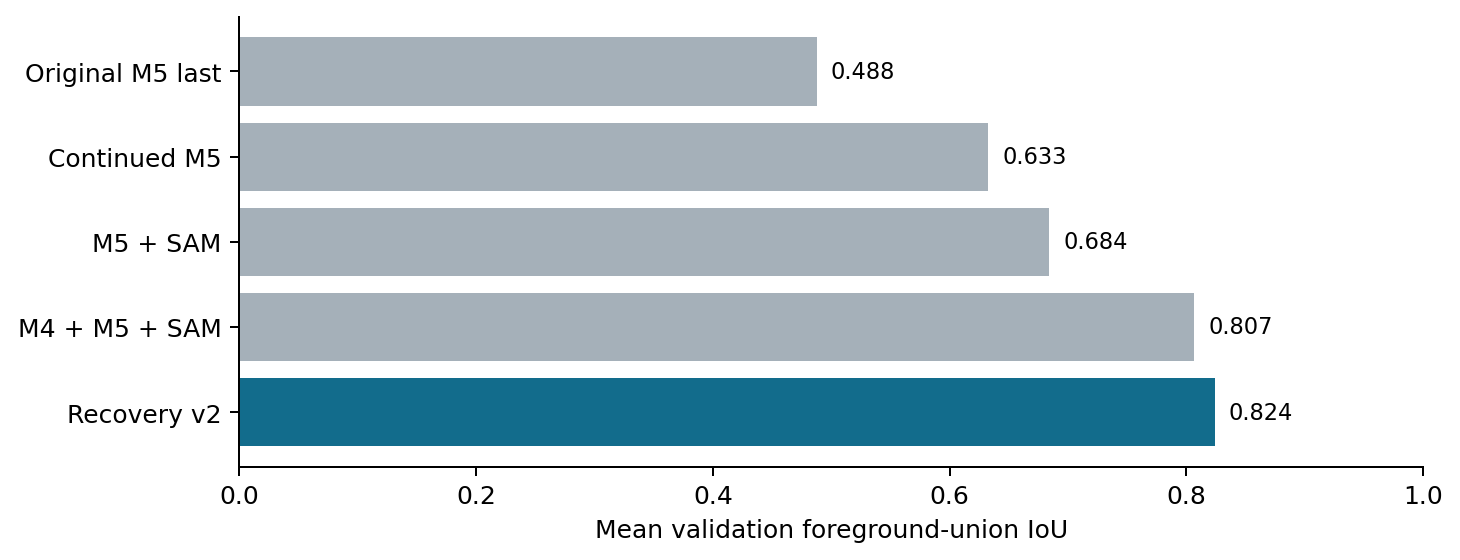 Original M5 last 0.488
Continued M5 0.633
M5 + SAM 0.684
M4 + M5 + SAM 0.807
Recovery v2 0.824
0.0 0.2 0.4 0.6 0.8 1.0
Mean validation foreground-union IoU